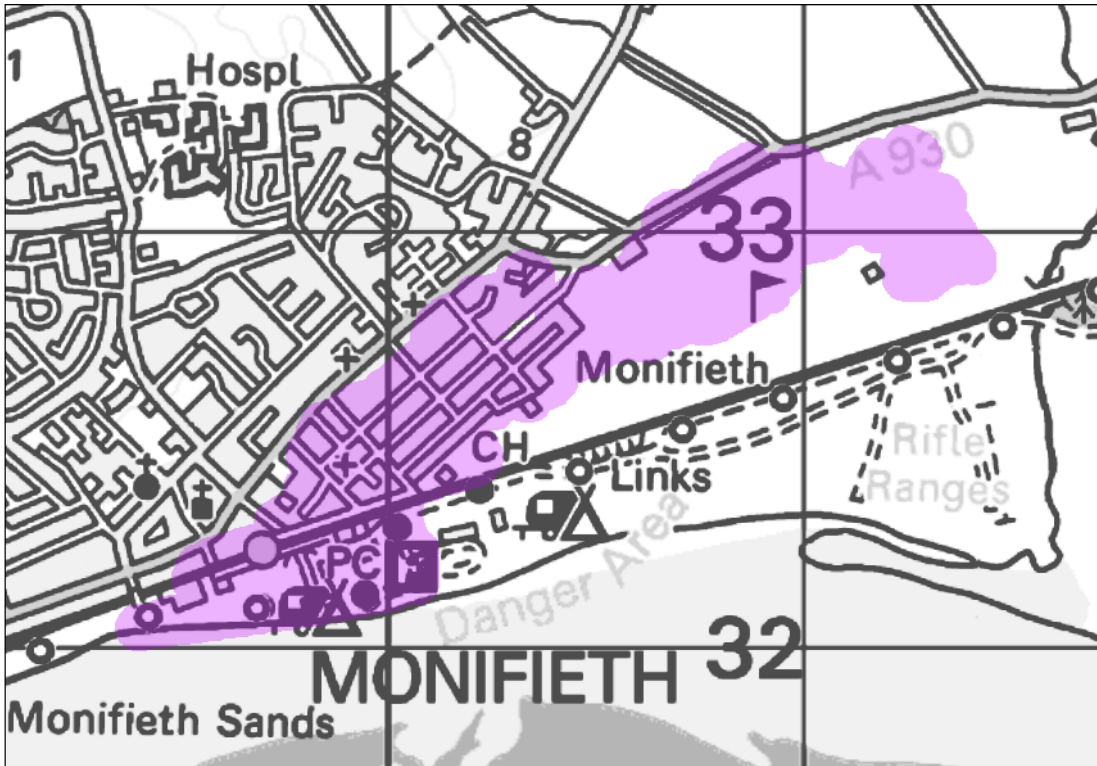 1
Hospl
8
A 930
33
Monifieth
CH
Links
Rifle
Ranges
PC
Danger Area
32
MONIFIETH
Monifieth Sands